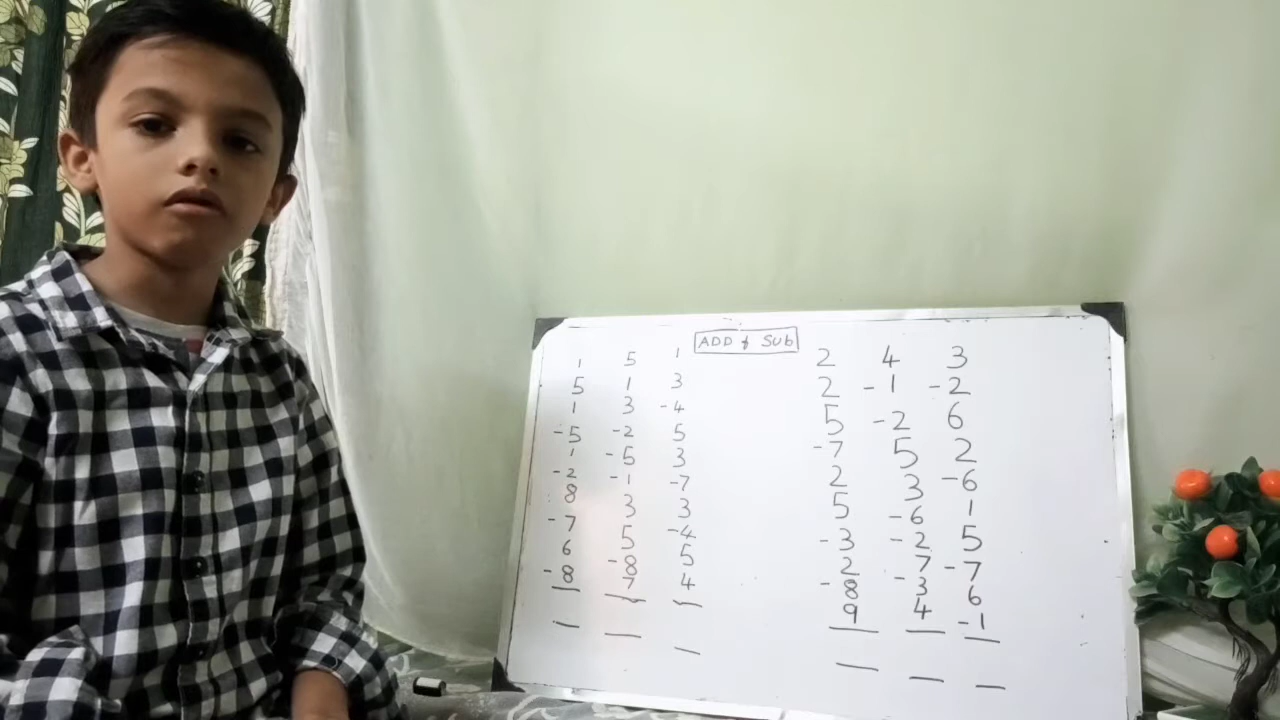 ADD & SUB
1 5 1 2 4 3
5 1 3 2 -1 -2
1 3 -4 5 -2 6
-5 -2 5 -7 5 2
1 -5 3 2 3 -6
-2 -1 -7 5 -6 1
8 3 3 -3 -2 5
-7 5 -4 2 7 -7
6 -8 5 -8 -3 6
-8 7 4 9 4 -1